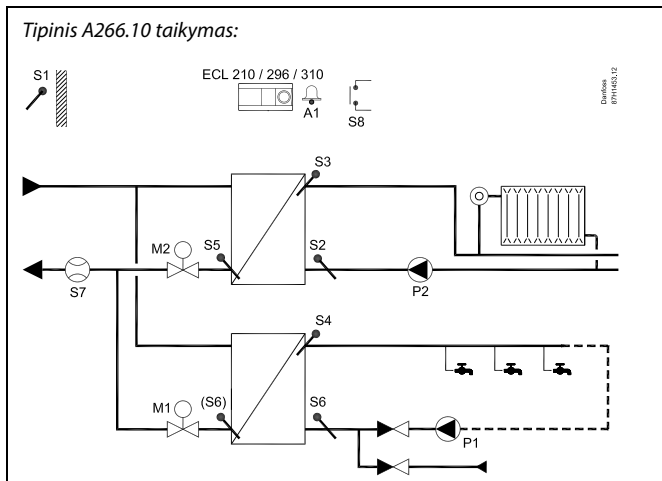 Tipinis A266.10 taikymas:
S1
ECL 210 / 296 / 310
A1
S8
Danfoss
87H1453.12
S3
M2
S5
S2
S7
P2
S4
M1
(S6)
S6
P1